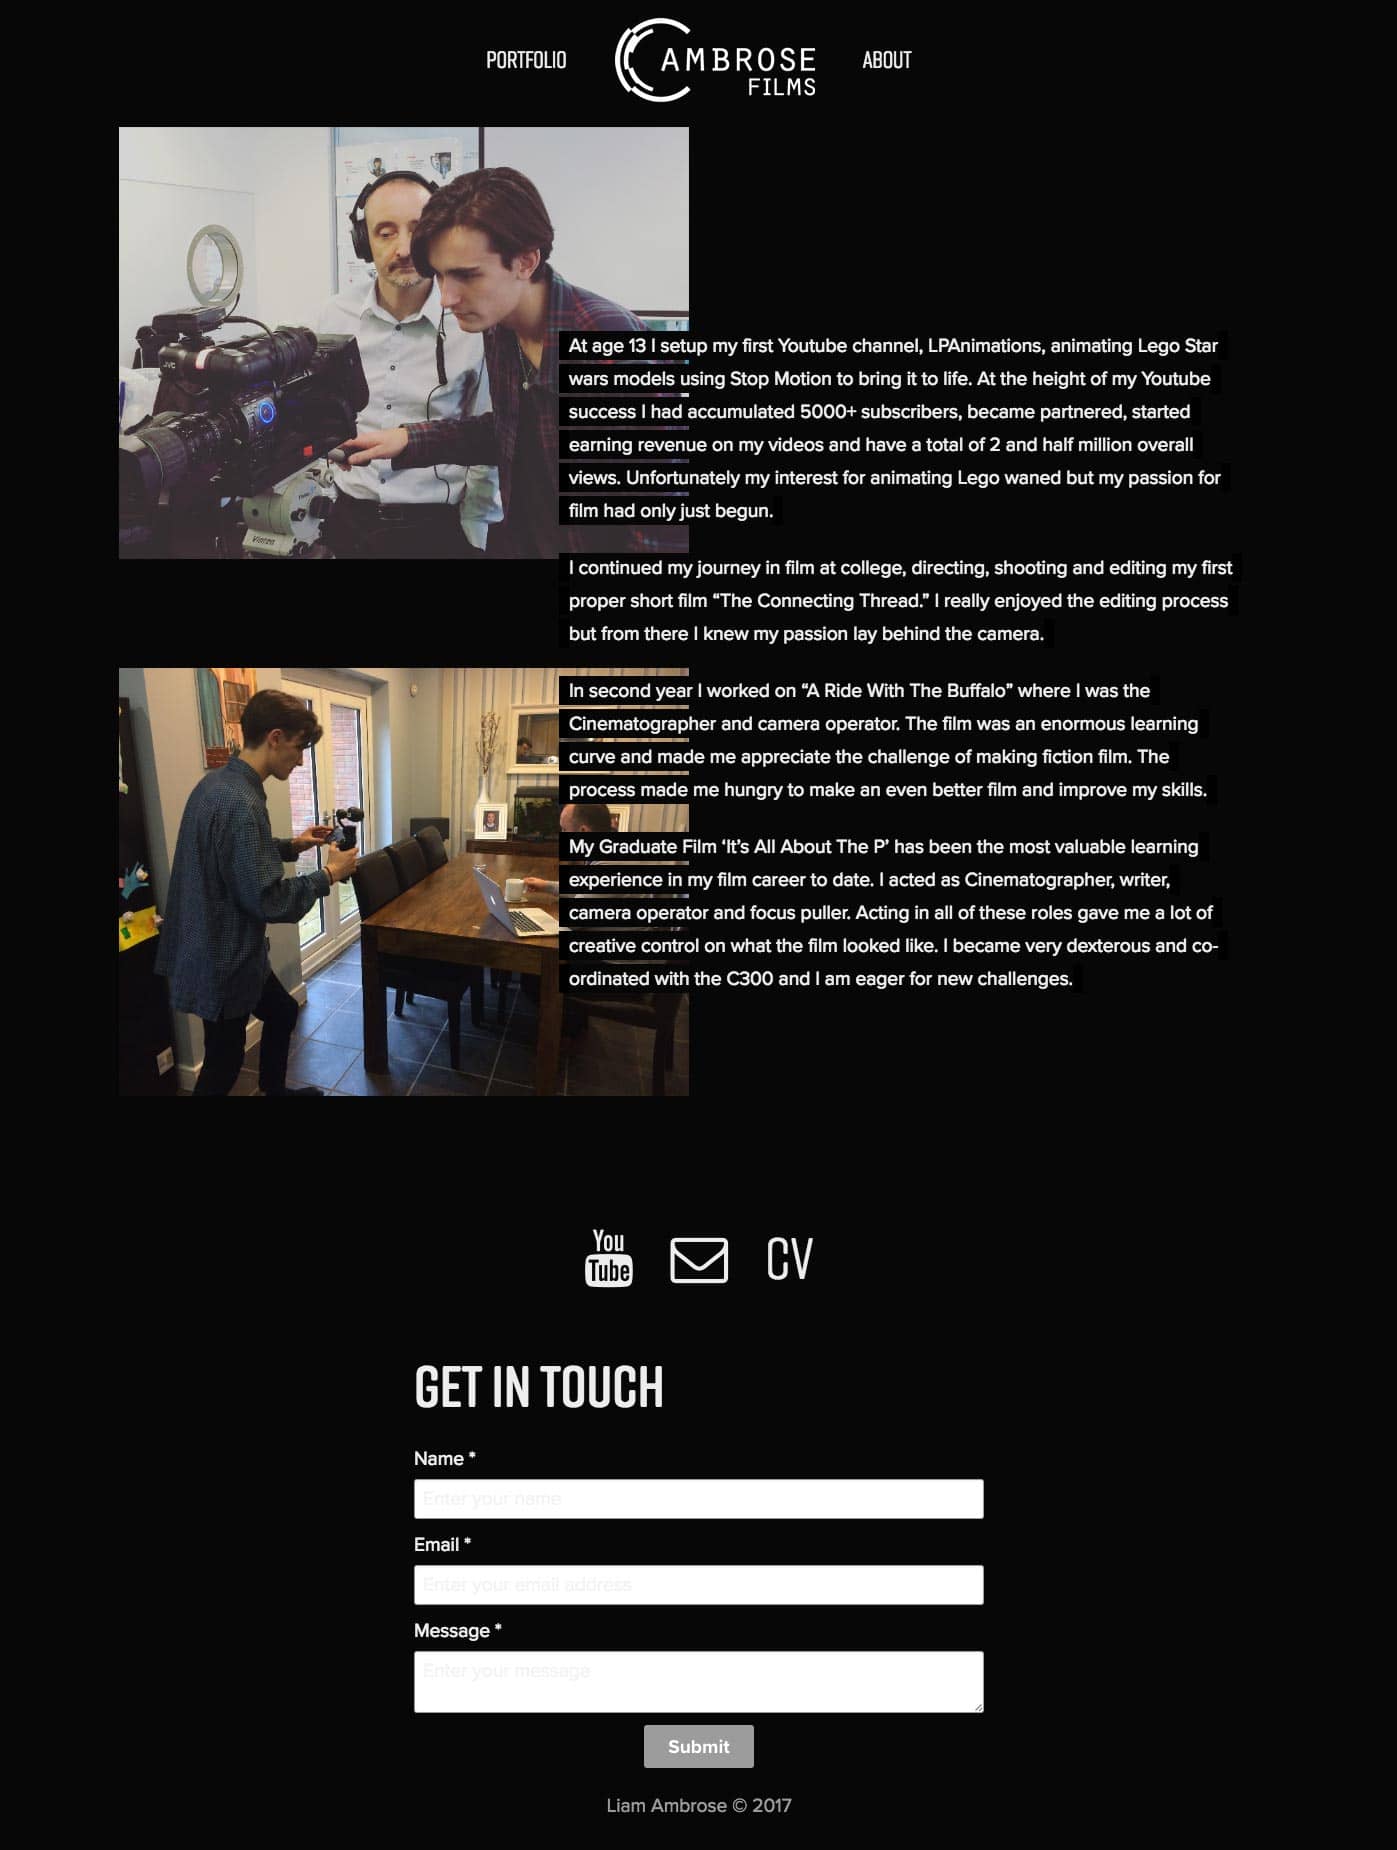 PORTFOLIO
AMBROSE
FILMS
ABOUT
JVC
Vinten
At age 13 I setup my first Youtube channel, LPAnimations, animating Lego Star
wars models using Stop Motion to bring it to life. At the height of my Youtube
success I had accumulated 5000+ subscribers, became partnered, started
earning revenue on my videos and have a total of 2 and half million overall
views. Unfortunately my interest for animating Lego waned but my passion for
film had only just begun.
I continued my journey in film at college, directing, shooting and editing my first
proper short film “The Connecting Thread.” I really enjoyed the editing process
but from there I knew my passion lay behind the camera.
In second year I worked on “A Ride With The Buffalo” where I was the
Cinematographer and camera operator. The film was an enormous learning
curve and made me appreciate the challenge of making fiction film. The
process made me hungry to make an even better film and improve my skills.
My Graduate Film ‘It’s All About The P’ has been the most valuable learning
experience in my film career to date. I acted as Cinematographer, writer,
camera operator and focus puller. Acting in all of these roles gave me a lot of
creative control on what the film looked like. I became very dexterous and co-
ordinated with the C300 and I am eager for new challenges.
You
Tube
CV
GET IN TOUCH
Name *
Enter your name
Email *
Enter your email address
Message *
Enter your message
Submit
Liam Ambrose © 2017